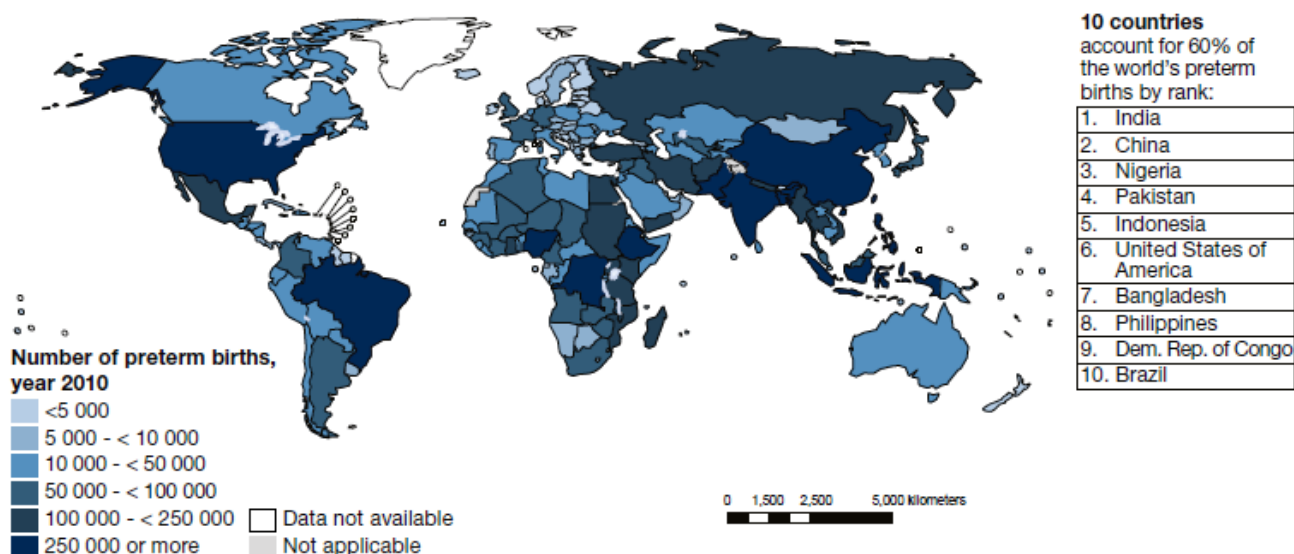 10 countries
account for 60% of
the world's preterm
births by rank:
1. India
2. China
3. Nigeria
4. Pakistan
5. Indonesia
6. United States of
America
7. Bangladesh
8. Philippines
9. Dem. Rep. of Congo
10. Brazil
Number of preterm births,
year 2010
<5 000
5 000 - < 10 000
10 000 - < 50 000
50 000 - < 100 000
100 000 - < 250 000
250 000 or more
Data not available
Not applicable
0 1,500 2,500 5,000 kilometers